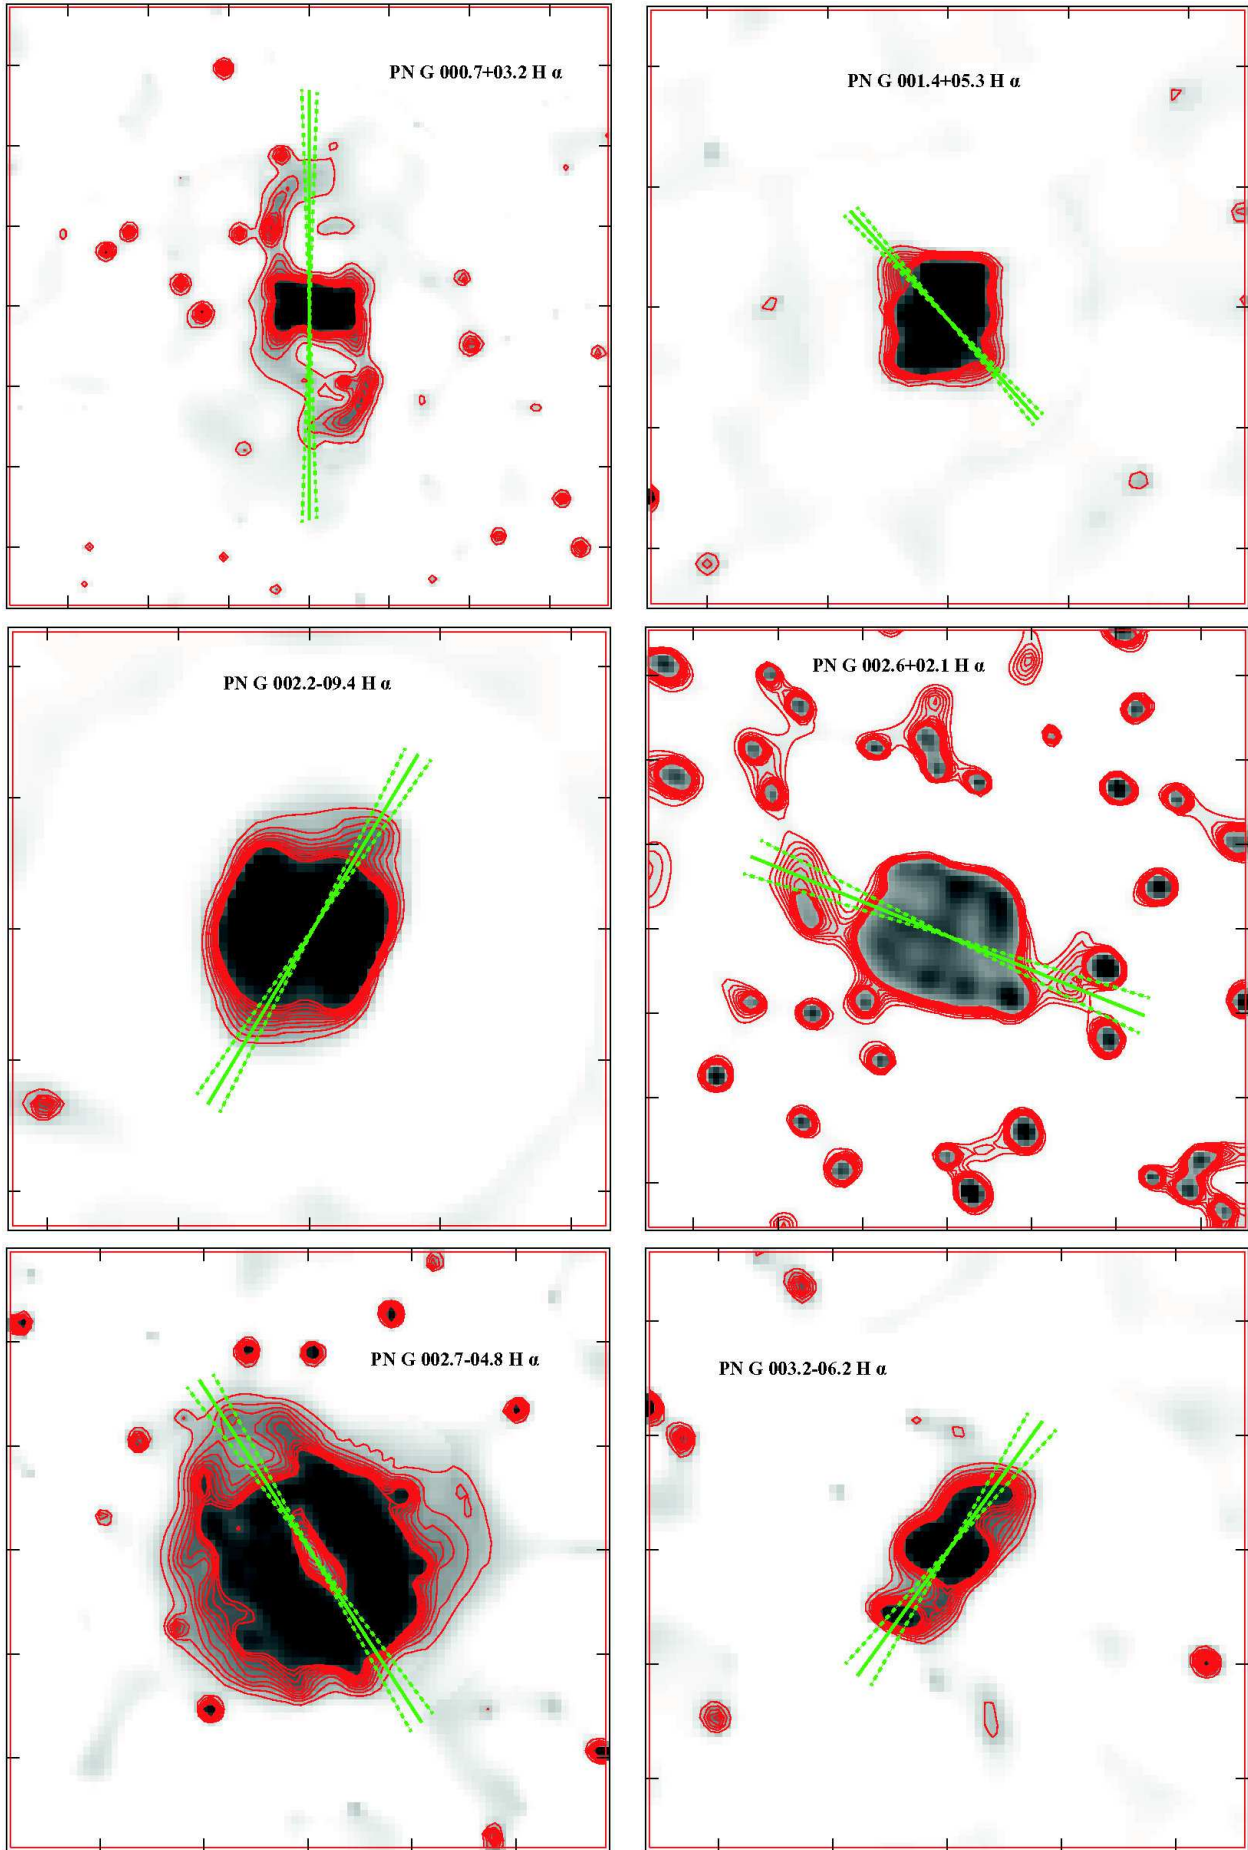 PN G 000.7+03.2 H α
PN G 001.4+05.3 H α
PN G 002.2-09.4 H α
PN G 002.6+02.1 H α
PN G 002.7-04.8 H α
PN G 003.2-06.2 H α